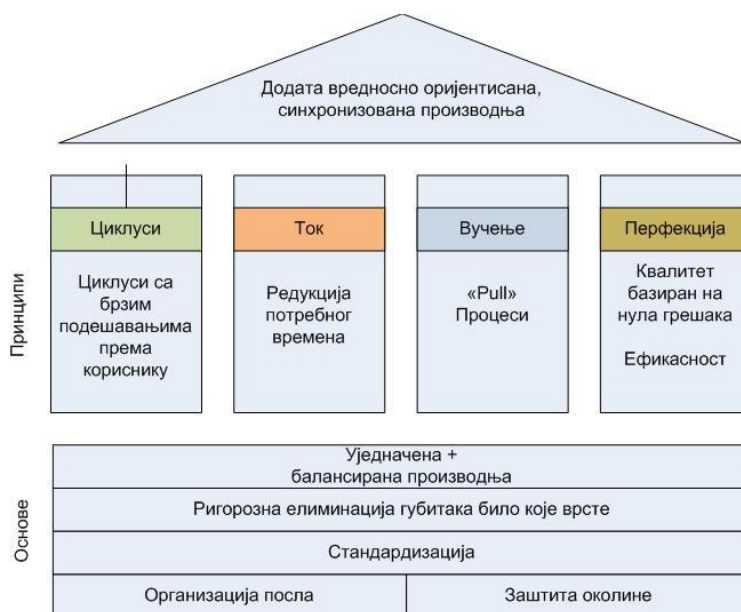 Додата вредносно оријентисана,
синхронизована производња
Принципи
Циклуси
Циклуси са
брзим
подешавањима
према
кориснику
Ток
Редукција
потребног
времена
Вучење
«Pull»
Процеси
Перфекција
Квалитет
базиран на
нула грешака
Ефикасност
Основе
Уједначена +
балансирана производња
Ригорозна елиминација губитака било које врсте
Стандардизација
Организација посла
Заштита околине